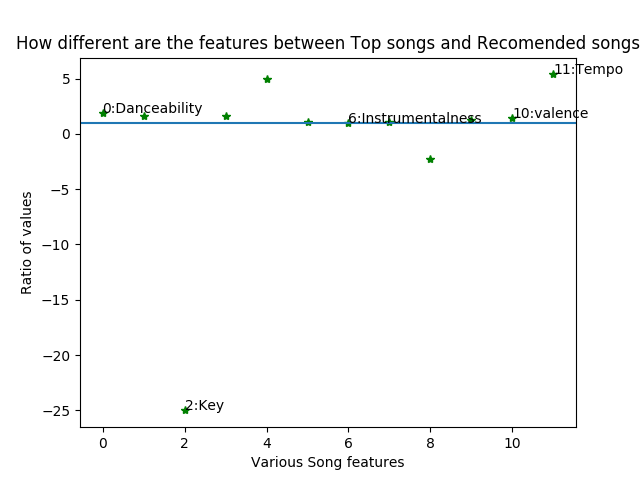 How different are the features between Top songs and Recomended songs
5
0
−5
−10
−15
−20
−25
Ratio of values
0:Danceability
2:Key
6:Instrumentalness
10:valence
11:Tempo
0
2
4
6
8
10
Various Song features